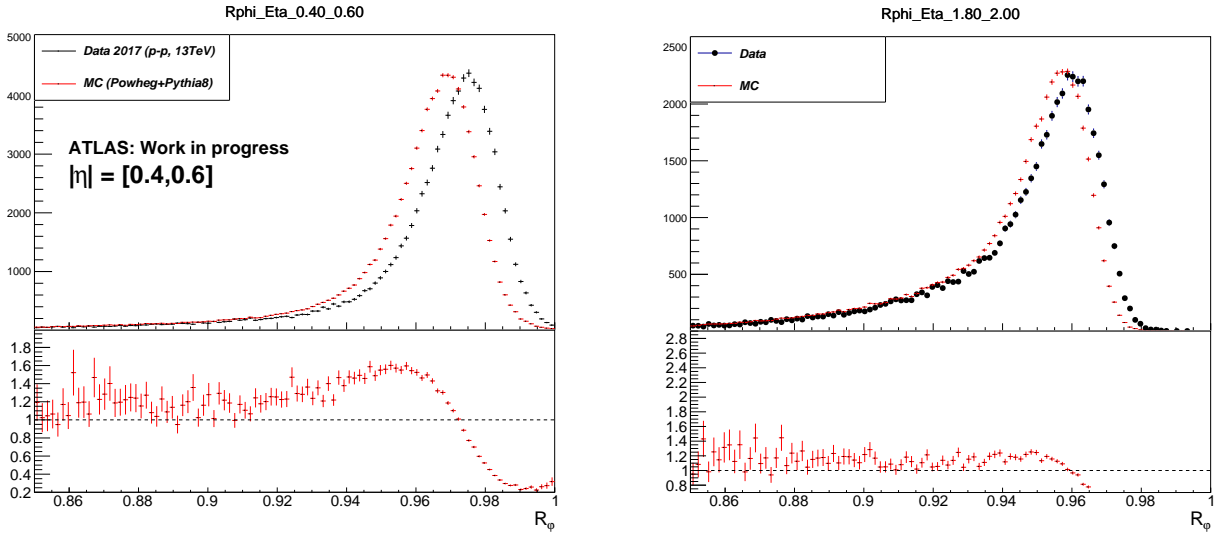 Rphi_Eta_0.40_0.60
5000
4000
3000
2000
1000
Data 2017 (p-p, 13TeV)
MC (Powheg+Pythia8)
ATLAS: Work in progress
|η| = [0.4,0.6]
1.8
1.6
1.4
1.2
1
0.8
0.6
0.4
0.2
0.86 0.88 0.9 0.92 0.94 0.96 0.98 1
Rφ
Rphi_Eta_1.80_2.00
2500
2000
1500
1000
500
Data
MC
2.8
2.6
2.4
2.2
2
1.8
1.6
1.4
1.2
1
0.8
0.86 0.88 0.9 0.92 0.94 0.96 0.98 1
Rφ